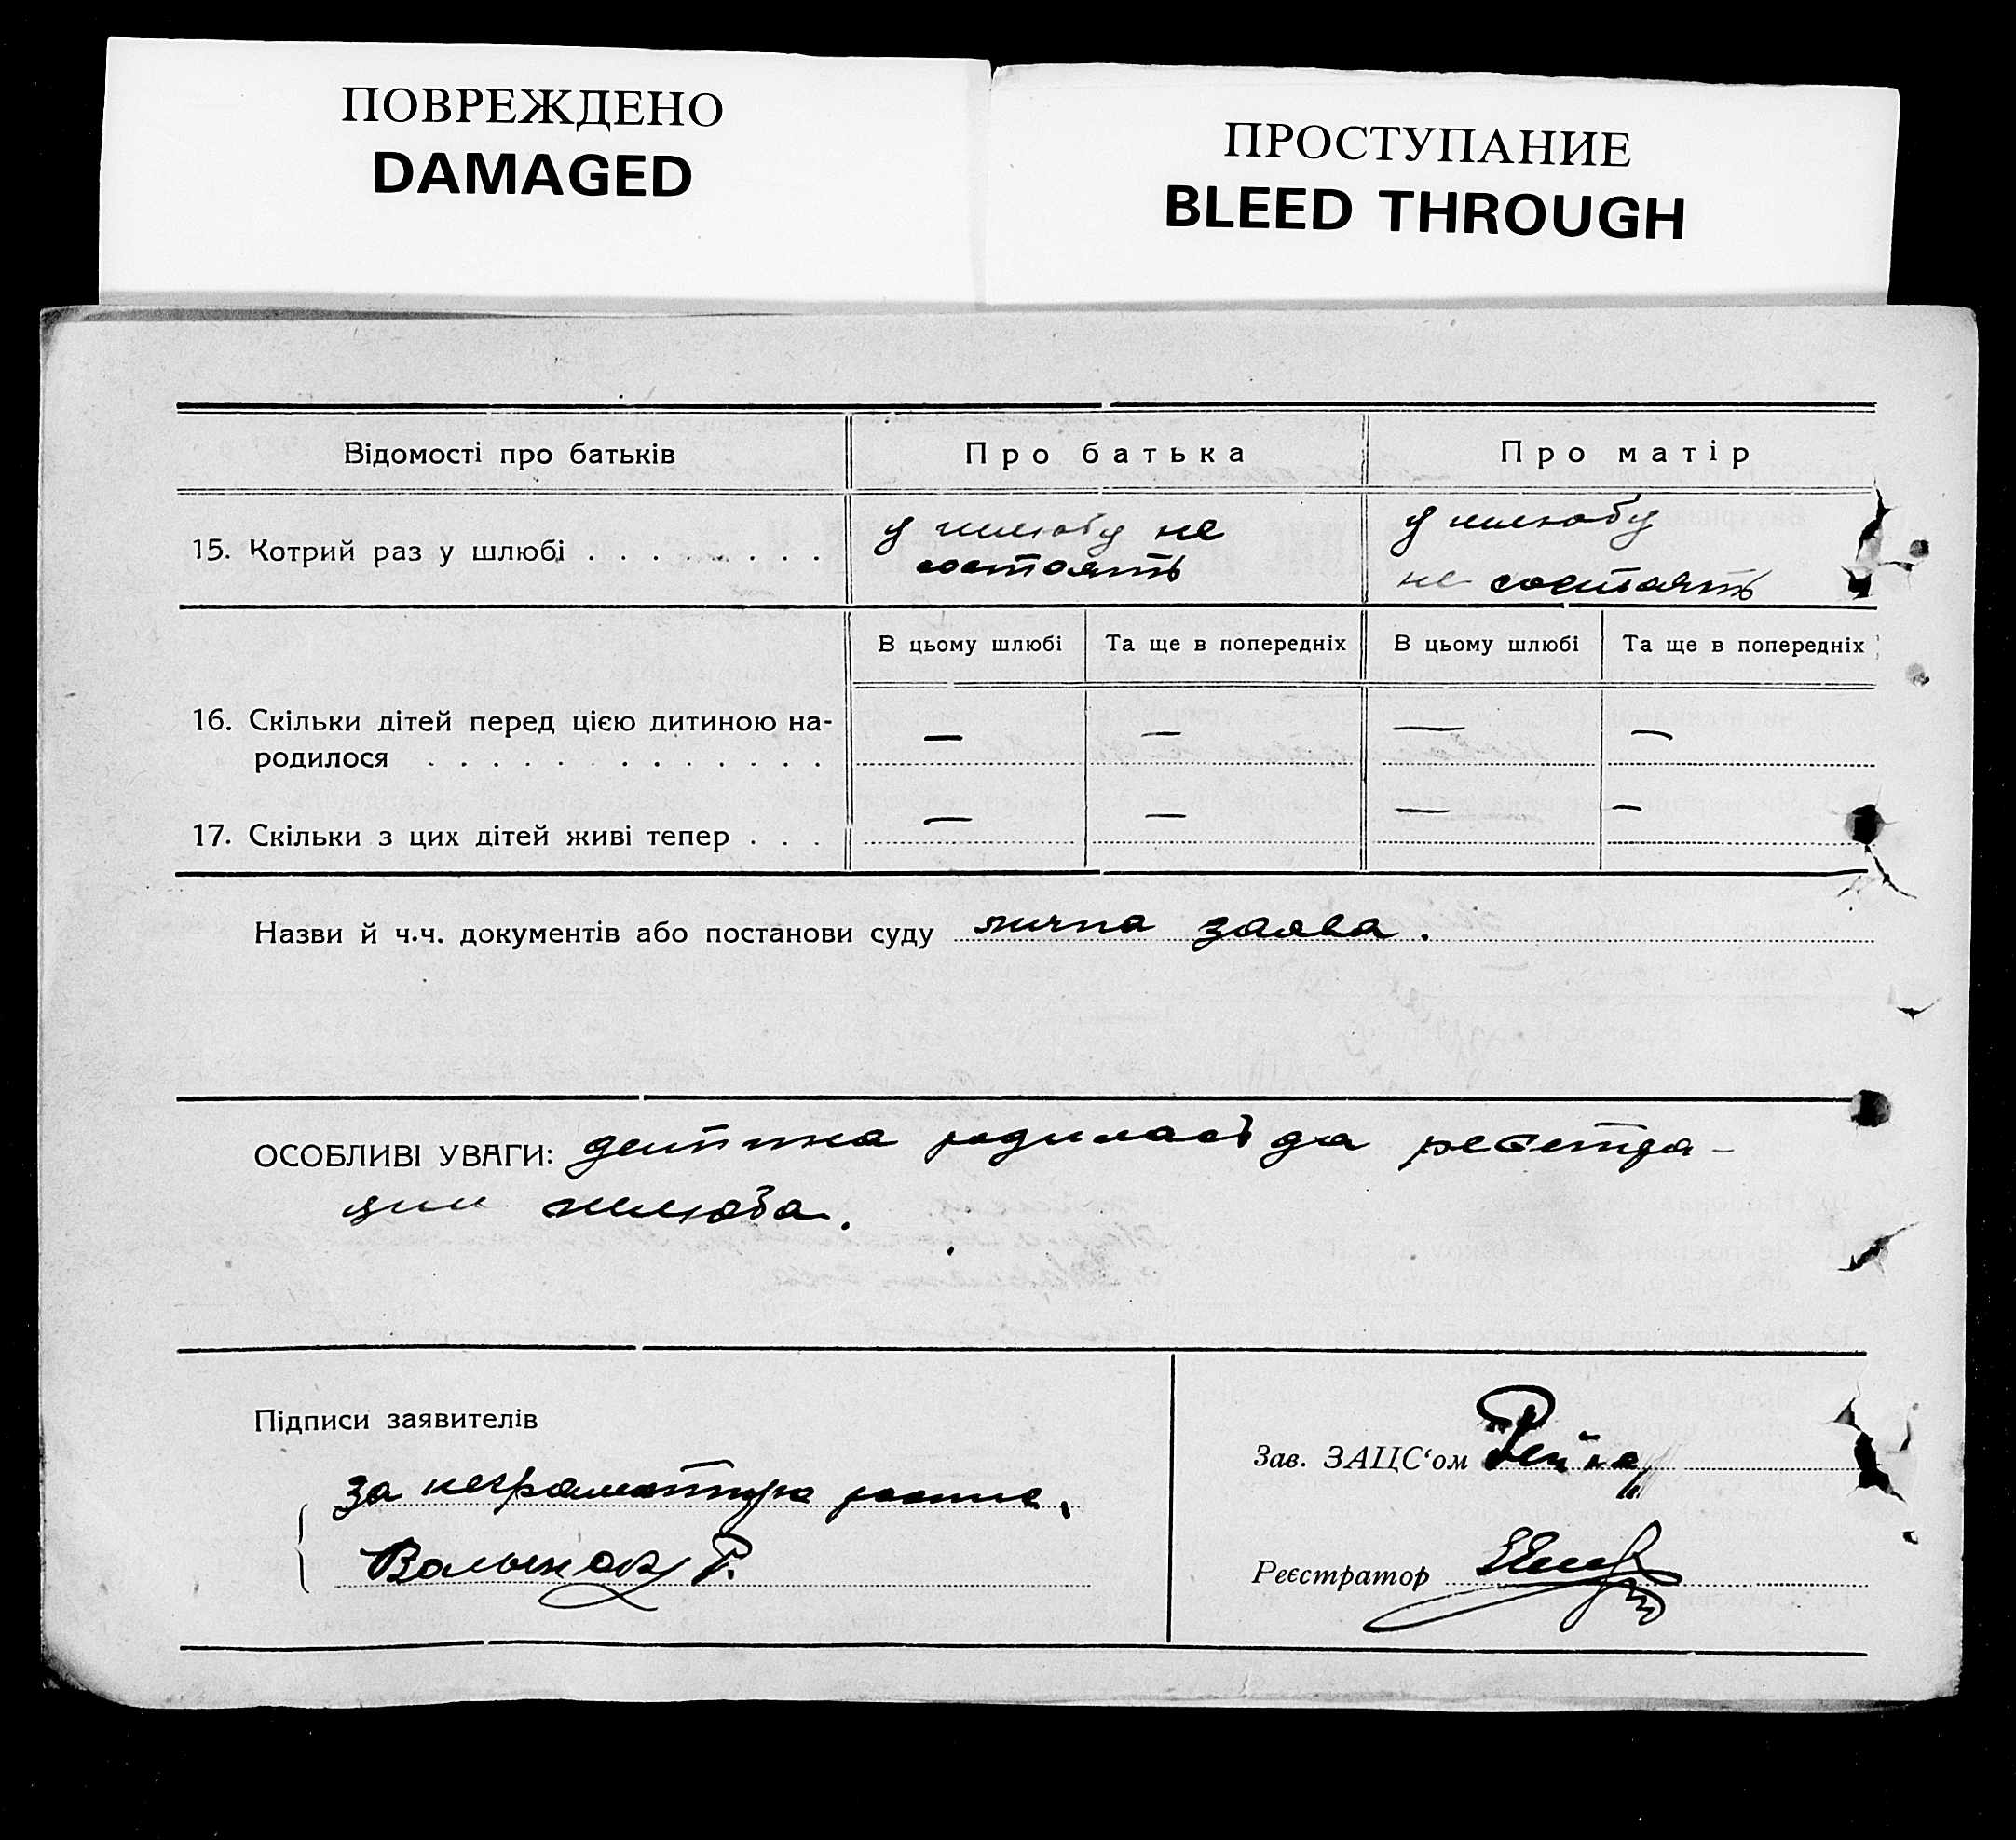 ПОВРЕЖДЕНО
DAMAGED
ПРОСТУПАНИЕ
BLEED THROUGH
Відомості про батьків
Про батька
Про матір
15. Котрий раз у шлюбі . . . . . . . .
у шлюбу не
состоять
у шлюбу
не состоять
В цьому шлюбі
Та ще в попередніх
В цьому шлюбі
Та ще в попередніх
16. Скільки дітей перед цією дитиною на-
родилося . . . . . . . . . . . . .
— — — —
17. Скільки з цих дітей живі тепер . . .
— — — —
Назви й ч.ч. документів або постанови суду лична заява.
ОСОБЛИВІ УВАГИ: дитина родилась до
ции шлюба.
Підписи заявителів
за
Р.
Зав. ЗАЦС‘ом
Реєстратор